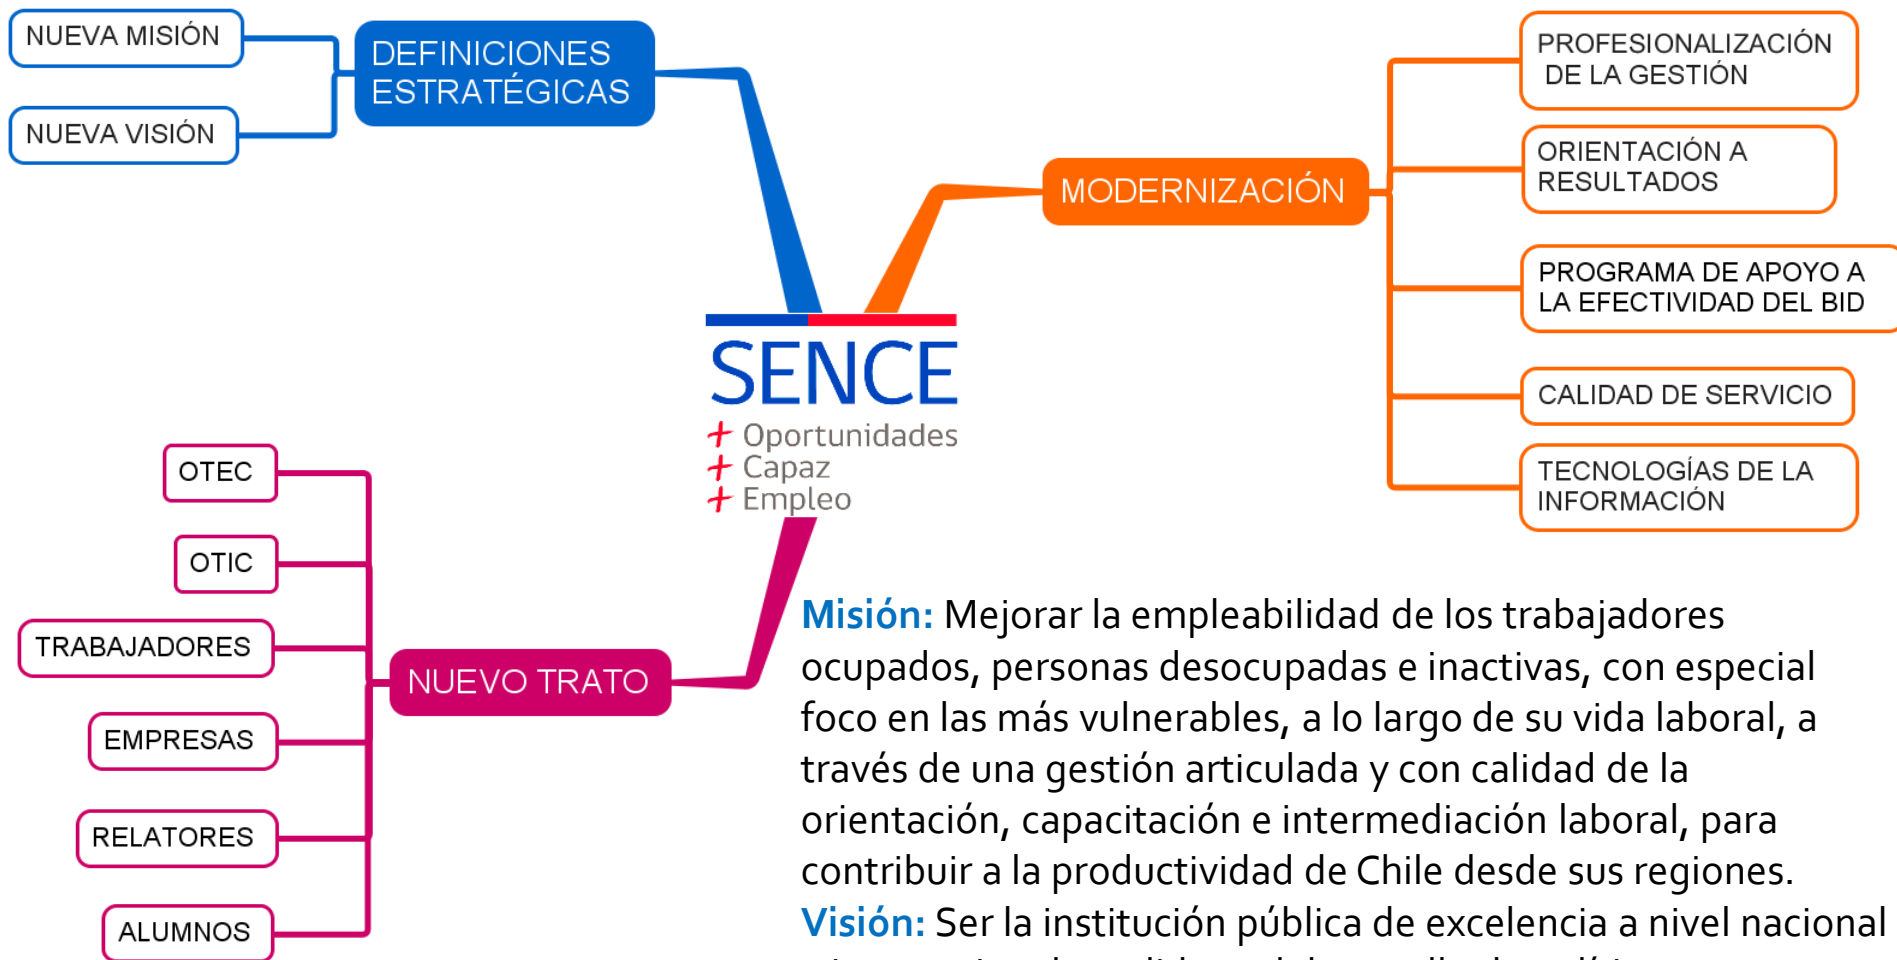 NUEVA MISIÓN
NUEVA VISIÓN
DEFINICIONES
ESTRATÉGICAS
MODERNIZACIÓN
PROFESIONALIZACIÓN
DE LA GESTIÓN
ORIENTACIÓN A
RESULTADOS
PROGRAMA DE APOYO A
LA EFECTIVIDAD DEL BID
CALIDAD DE SERVICIO
TECNOLOGÍAS DE LA
INFORMACIÓN
SENCE
+ Oportunidades
+ Capaz
+ Empleo
OTEC
OTIC
TRABAJADORES
EMPRESAS
RELATORES
ALUMNOS
NUEVO TRATO
Misión: Mejorar la empleabilidad de los trabajadores
ocupados, personas desocupadas e inactivas, con especial
foco en las más vulnerables, a lo largo de su vida laboral, a
través de una gestión articulada y con calidad de la
orientación, capacitación e intermediación laboral, para
contribuir a la productividad de Chile desde sus regiones.
Visión: Ser la institución pública de excelencia a nivel nacional